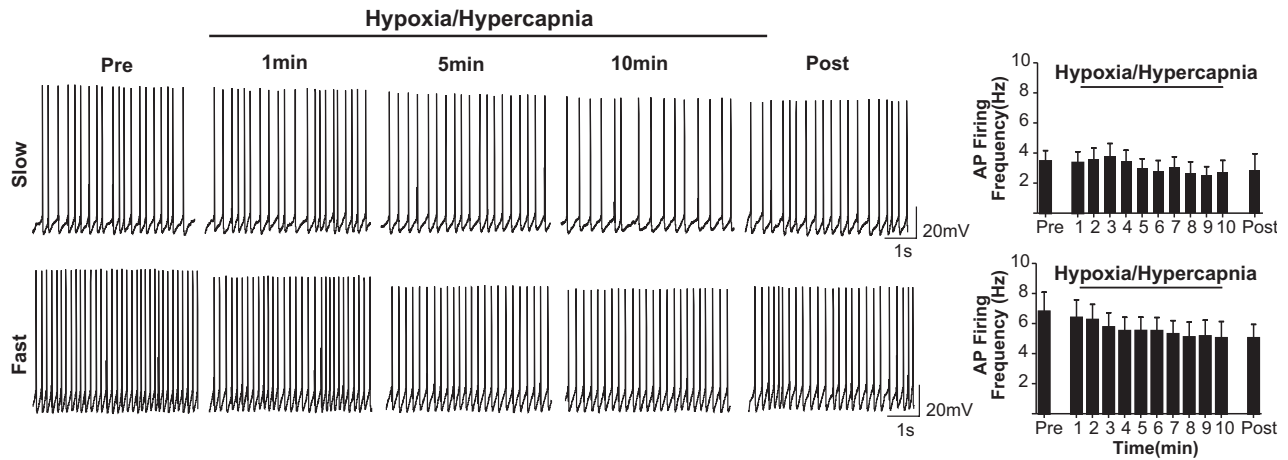 Hypoxia/Hypercapnia
Pre 1min 5min 10min Post
Slow
20mV
1s
Fast
20mV
1s
AP Firing
Frequency(Hz)
10
8
6
4
2
Hypoxia/Hypercapnia
Pre 1 2 3 4 5 6 7 8 9 10 Post
AP Firing
Frequency (Hz)
10
8
6
4
2
Hypoxia/Hypercapnia
Pre 1 2 3 4 5 6 7 8 9 10 Post
Time(min)